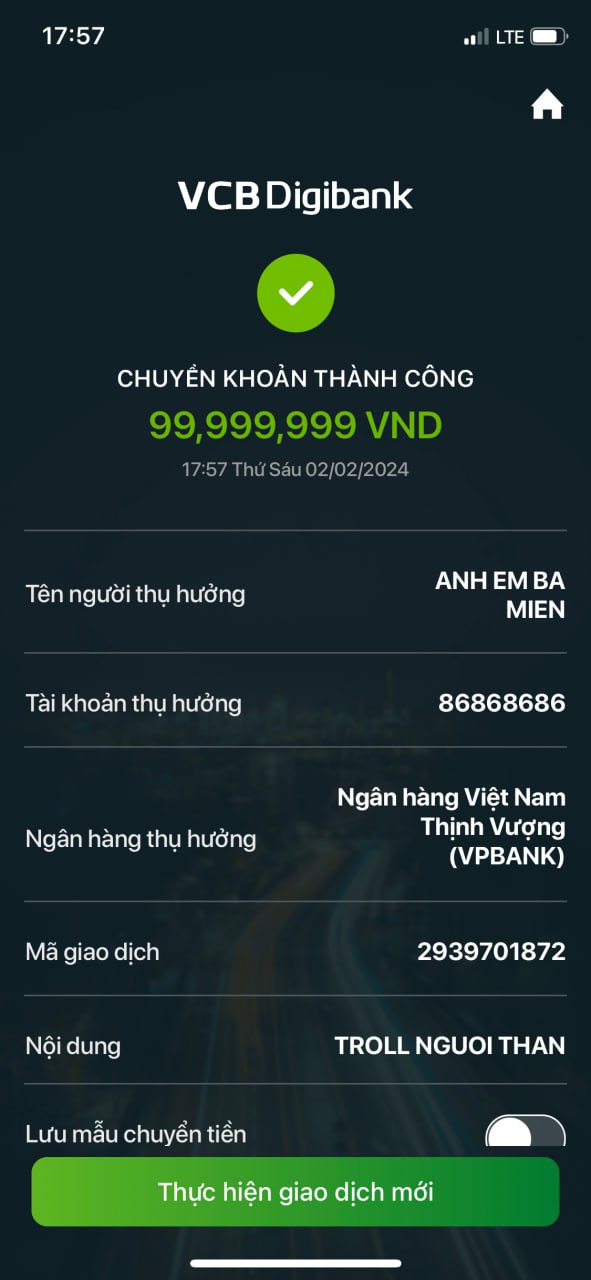 17:57
LTE
VCB Digibank
CHUYỂN KHOẢN THÀNH CÔNG
99,999,999 VND
17:57 Thứ Sáu 02/02/2024
Tên người thụ hưởng
ANH EM BA
MIEN
Tài khoản thụ hưởng
86868686
Ngân hàng thụ hưởng
Ngân hàng Việt Nam
Thịnh Vượng
(VPBANK)
Mã giao dịch
2939701872
Nội dung
TROLL NGUOI THAN
Lưu mẫu chuyển tiền
Thực hiện giao dịch mới